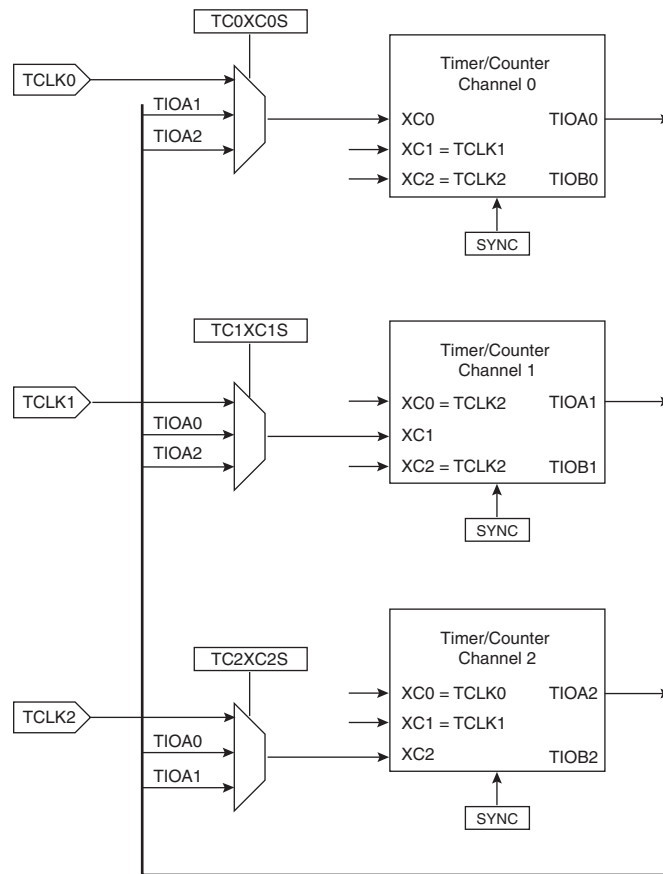 TC0XC0S
TCLK0
TIOA1
TIOA2
Timer/Counter
Channel 0
XC0 TIOA0
XC1 = TCLK1
XC2 = TCLK2 TIOB0
SYNC
TC1XC1S
TCLK1
TIOA0
TIOA2
Timer/Counter
Channel 1
XC0 = TCLK2 TIOA1
XC1
XC2 = TCLK2 TIOB1
SYNC
TC2XC2S
TCLK2
TIOA0
TIOA1
Timer/Counter
Channel 2
XC0 = TCLK0 TIOA2
XC1 = TCLK1
XC2 TIOB2
SYNC